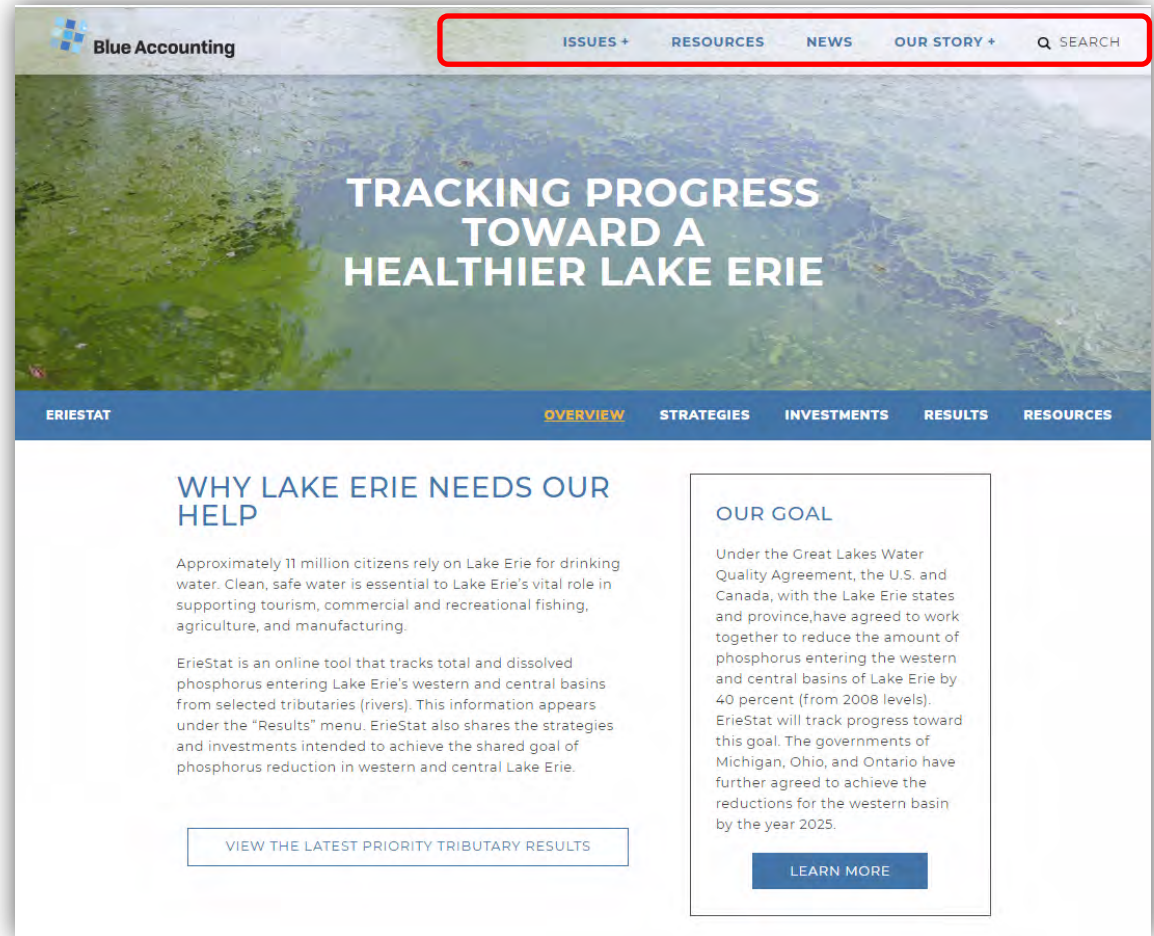 Blue Accounting
ISSUES + RESOURCES NEWS OUR STORY + SEARCH
TRACKING PROGRESS
TOWARD A
HEALTHIER LAKE ERIE
ERIESTAT OVERVIEW STRATEGIES INVESTMENTS RESULTS RESOURCES
WHY LAKE ERIE NEEDS OUR
HELP
Approximately 11 million citizens rely on Lake Erie for drinking
water. Clean, safe water is essential to Lake Erie's vital role in
supporting tourism, commercial and recreational fishing,
agriculture, and manufacturing.
ErieStat is an online tool that tracks total and dissolved
phosphorus entering Lake Erie's western and central basins
from selected tributaries (rivers). This information appears
under the “Results” menu. ErieStat also shares the strategies
and investments intended to achieve the shared goal of
phosphorus reduction in western and central Lake Erie.
VIEW THE LATEST PRIORITY TRIBUTARY RESULTS
OUR GOAL
Under the Great Lakes Water
Quality Agreement, the U.S. and
Canada, with the Lake Erie states
and province,have agreed to work
together to reduce the amount of
phosphorus entering the western
and central basins of Lake Erie by
40 percent (from 2008 levels).
ErieStat will track progress toward
this goal. The governments of
Michigan, Ohio, and Ontario have
further agreed to achieve the
reductions for the western basin
by the year 2025.
LEARN MORE